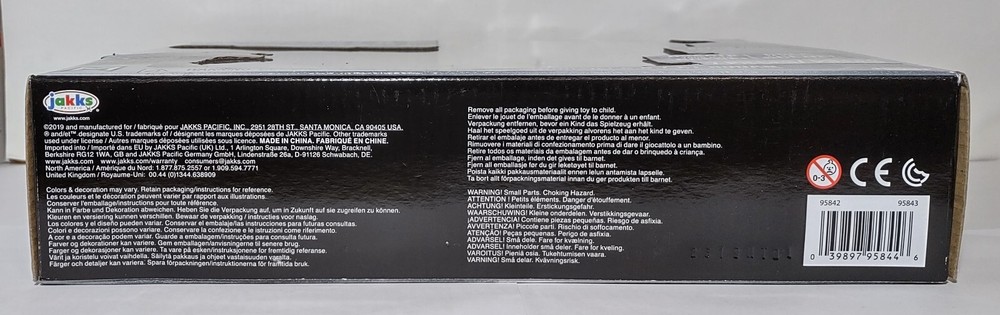 jakks
PACIFIC
www.jakks.com
©2019 and manufactured for / fabriqué pour JAKKS PACIFIC, INC., 2951 28TH ST., SANTA MONICA, CA 90405 USA.
® and/et™ designate U.S. trademarks of / désignent les marques déposées de JAKKS Pacific. Other trademarks
used under license / Autres marques déposées utilisées sous licence. MADE IN CHINA. FABRIQUÉ EN CHINE.
Imported into / Importé dans EU by JAKKS Pacific (UK) Ltd., 1 Arlington Square, Downshire Way, Bracknell,
Berkshire RG12 1WA, GB and JAKKS Pacific Germany GmbH, Lindenstraße 26a, D-91126 Schwabach, DE.
www.jakks.com www.jakks.com/warranty consumers@jakks.com
North America / Amérique du Nord: 1.877.875.2557 or 1.909.594.7771
United Kingdom / Royaume-Uni: 00.44 (0)1344.638909
Colors & decoration may vary. Retain packaging/instructions for reference.
Les couleurs et le décoration peuvent varier par rapport aux illustrations.
Conserver l'emballage/instructions pour toute référence.
Kann in Farbe und Dekoration abweichen. Heben Sie die Verpackung auf, um in Zukunft auf sie zugreifen zu können.
Kleuren en versiering kunnen verschillen. Bewaar de verpakking / instructies voor naslag.
Los colores y el diseño pueden variar. Conservar el embalaje/las instrucciones para futuras consultas.
Colori e decorazioni possono variare. Conservare la confezione e le istruzioni come riferimento.
A cor e a decoração podem variar. Guarde a embalagem/instruções para consulta futura.
Farver og dekorationer kan variere. Gem emballagen/anvisningerne til senere brug.
Farger og dekorasjoner kan variere. Ta vare på esken/instruksjonene for fremtidig referanse.
Värit ja koristelu voivat vaihdella. Säilytä pakkaus ja ohjeet vastaisuuden varalta.
Färger och detaljer kan variera. Spara förpackningen/instruktionerna för framtida bruk.
Remove all packaging before giving toy to child.
Enlever le jouet de l'emballage avant de le donner à un enfant.
Verpackung entfernen, bevor ein Kind das Spielzeug erhält.
Haal het speelgoed uit de verpakking alvorens het aan het kind te geven.
Retire el embalaje antes de entregar el producto al menor.
Rimuovere i materiali di confezionamento prima di dare il giocattolo a un bambino.
Retire todos os materiais da embalagem antes de dar o brinquedo à criança.
Fjern al emballage, inden det gives til barnet.
Fjern all emballasje før du gir leketøyet til barnet.
Poista kaikki pakkausmateriaalit ennen lelun antamista lapselle.
Ta bort allt förpackningsmaterial innan du ger produkten till barnet.
WARNING! Small Parts. Choking Hazard.
ATTENTION ! Petits éléments. Danger d'étouffement.
ACHTUNG! Kleinteile. Erstickungsgefahr.
WAARSCHUWING! Kleine onderdelen. Verstikkingsgevaar.
¡ADVERTENCIA! Contiene piezas pequeñas. Riesgo de asfixia.
AVVERTENZA! Piccole parti. Rischio di soffocamento.
ATENÇÃO! Peças pequenas. Perigo de asfixia.
ADVARSEL! Små dele. Fare for kvælning.
ADVARSEL! Inneholder små deler. Fare for kveling.
VAROITUS! Pieniä osia. Tukehtumisen vaara.
VARNING! Små delar. Kvävningsrisk.
0-3
CE
95842 95843
0 39897 95844 6